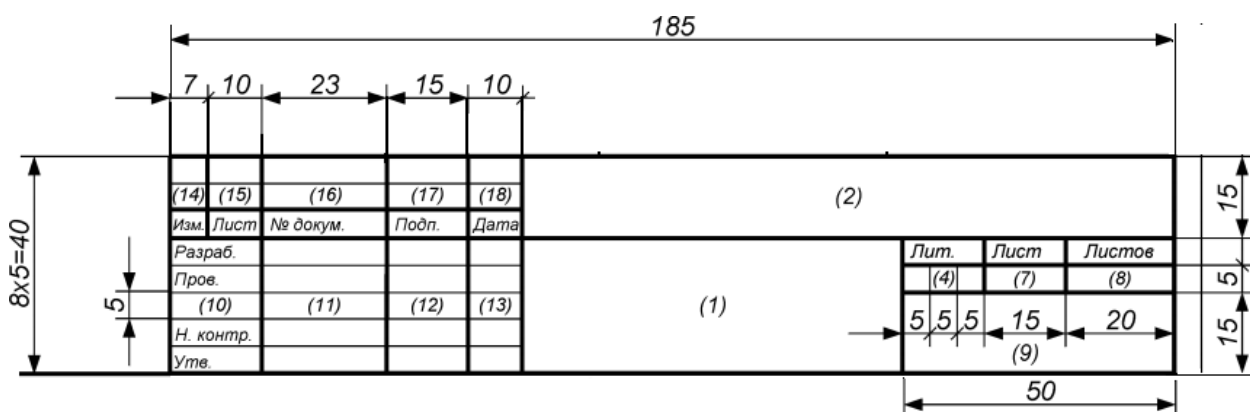 185
7 10 23 15 10
(14) (15) (16) (17) (18)
(2)
15
Изм. Лист № докум. Подп. Дата
8x5=40
Разраб.
Лит. Лист Листов
Пров.
(4) (7) (8)
5
5
(10) (11) (12) (13)
(1)
5 5 5 15 20
15
Н. контр.
(9)
Утв.
50